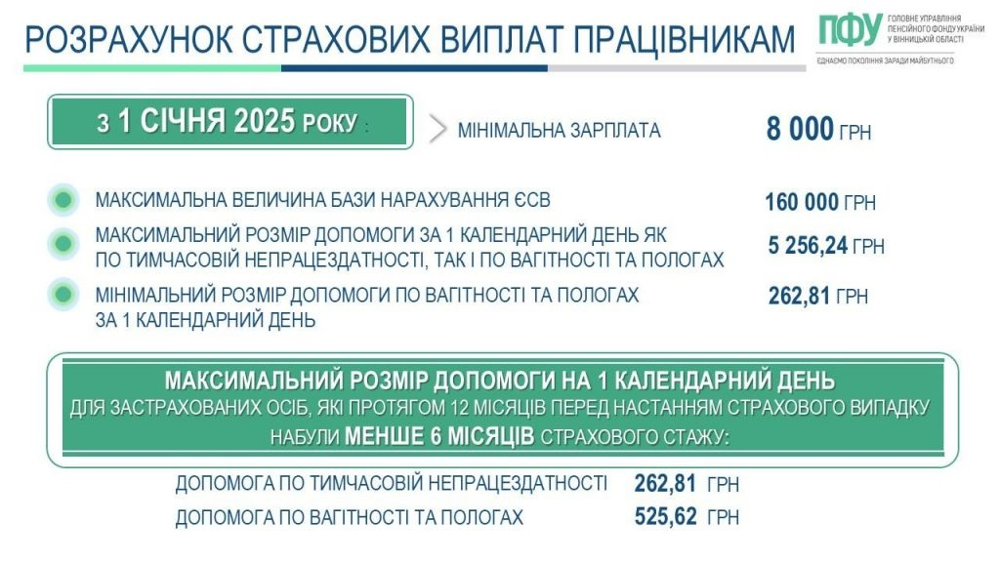 РОЗРАХУНОК СТРАХОВИХ ВИПЛАТ ПРАЦІВНИКАМ
ПФУ
ГОЛОВНЕ УПРАВЛІННЯ
ПЕНСІЙНОГО ФОНДУ УКРАЇНИ
У ВІННИЦЬКІЙ ОБЛАСТІ
ЄДНАЄМО ПОКОЛІННЯ ЗАРАДИ МАЙБУТНЬОГО
З 1 СІЧНЯ 2025 РОКУ :
МІНІМАЛЬНА ЗАРПЛАТА 8 000 ГРН
МАКСИМАЛЬНА ВЕЛИЧИНА БАЗИ НАРАХУВАННЯ ЄСВ 160 000 ГРН
МАКСИМАЛЬНИЙ РОЗМІР ДОПОМОГИ ЗА 1 КАЛЕНДАРНИЙ ДЕНЬ ЯК
ПО ТИМЧАСОВІЙ НЕПРАЦЕЗДАТНОСТІ, ТАК І ПО ВАГІТНОСТІ ТА ПОЛОГАХ 5 256,24 ГРН
МІНІМАЛЬНИЙ РОЗМІР ДОПОМОГИ ПО ВАГІТНОСТІ ТА ПОЛОГАХ 262,81 ГРН
ЗА 1 КАЛЕНДАРНИЙ ДЕНЬ
МАКСИМАЛЬНИЙ РОЗМІР ДОПОМОГИ НА 1 КАЛЕНДАРНИЙ ДЕНЬ
ДЛЯ ЗАСТРАХОВАНИХ ОСІБ, ЯКІ ПРОТЯГОМ 12 МІСЯЦІВ ПЕРЕД НАСТАННЯМ СТРАХОВОГО ВИПАДКУ
НАБУЛИ МЕНШЕ 6 МІСЯЦІВ СТРАХОВОГО СТАЖУ:
ДОПОМОГА ПО ТИМЧАСОВІЙ НЕПРАЦЕЗДАТНОСТІ 262,81 ГРН
ДОПОМОГА ПО ВАГІТНОСТІ ТА ПОЛОГАХ 525,62 ГРН